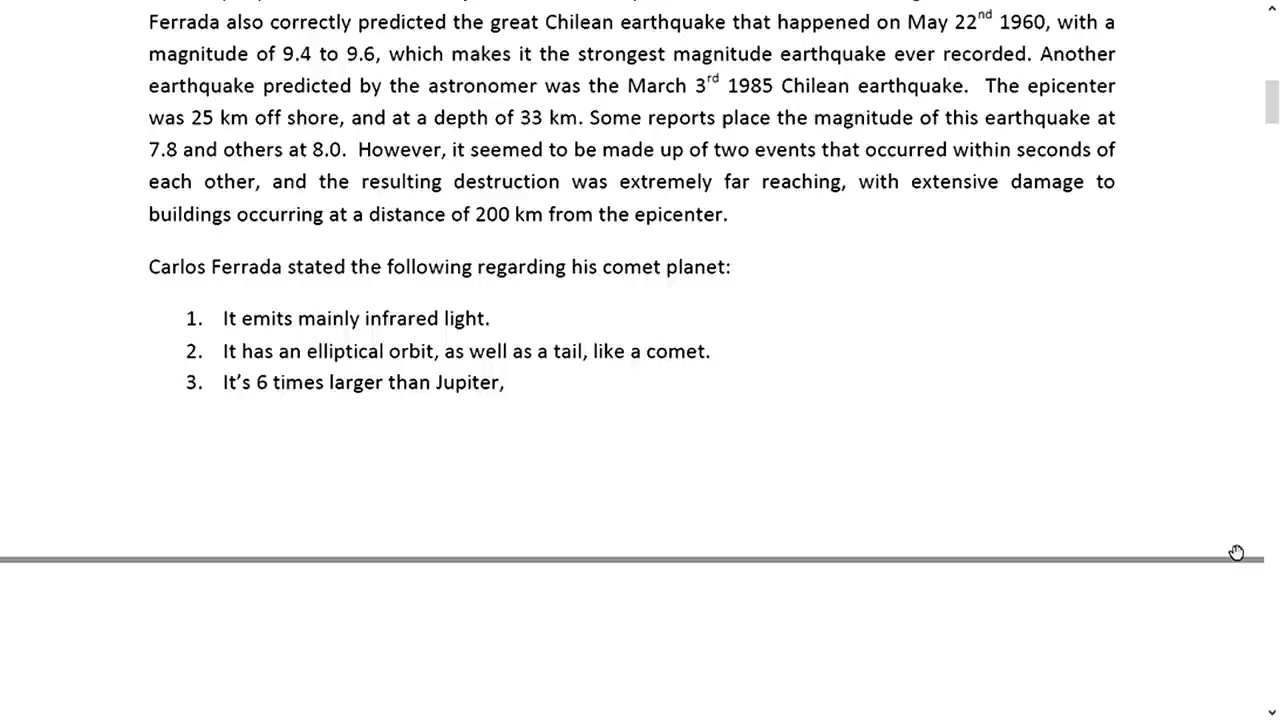 Ferrada also correctly predicted the great Chilean earthquake that happened on May 22nd 1960, with a
magnitude of 9.4 to 9.6, which makes it the strongest magnitude earthquake ever recorded. Another
earthquake predicted by the astronomer was the March 3rd 1985 Chilean earthquake. The epicenter
was 25 km off shore, and at a depth of 33 km. Some reports place the magnitude of this earthquake at
7.8 and others at 8.0. However, it seemed to be made up of two events that occurred within seconds of
each other, and the resulting destruction was extremely far reaching, with extensive damage to
buildings occurring at a distance of 200 km from the epicenter.
Carlos Ferrada stated the following regarding his comet planet:
1. It emits mainly infrared light.
2. It has an elliptical orbit, as well as a tail, like a comet.
3. It's 6 times larger than Jupiter,